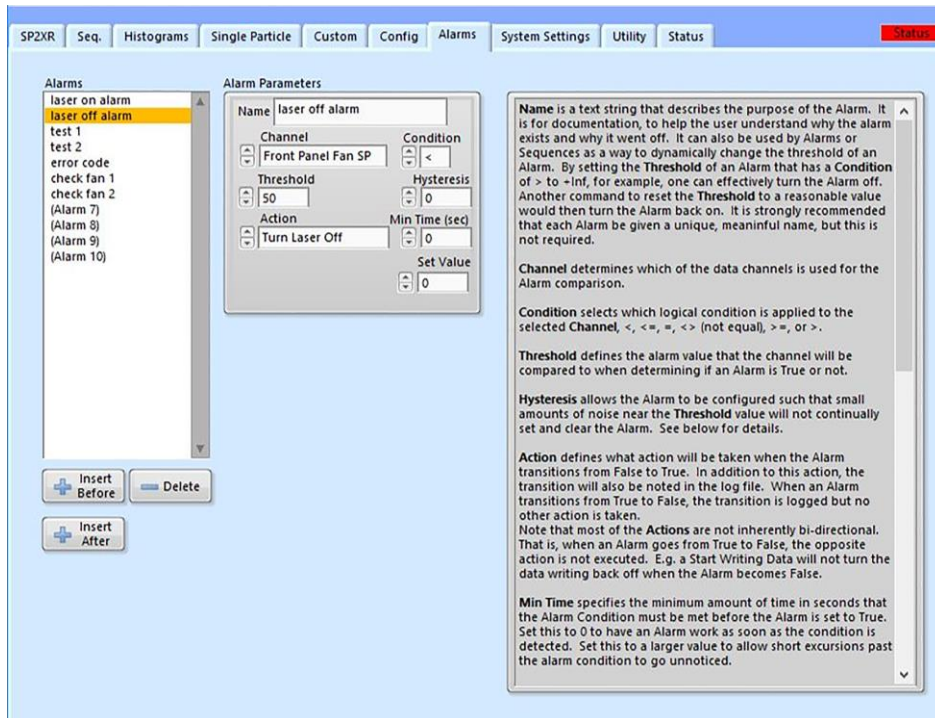 SP2XR Seq. Histograms Single Particle Custom Config Alarms System Settings Utility Status Status
Alarms
laser on alarm
laser off alarm
test 1
test 2
error code
check fan 1
check fan 2
(Alarm 7)
(Alarm 8)
(Alarm 9)
(Alarm 10)
Insert
Before
Delete
Insert
After
Alarm Parameters
Name laser off alarm
Channel Condition
Front Panel Fan SP <
Threshold Hysteresis
50 0
Action Min Time (sec)
Turn Laser Off 0
Set Value
0
Name is a text string that describes the purpose of the Alarm. It
is for documentation, to help the user understand why the alarm
exists and why it went off. It can also be used by Alarms or
Sequences as a way to dynamically change the threshold of an
Alarm. By setting the Threshold of an Alarm that has a Condition
of > to +Inf, for example, one can effectively turn the Alarm off.
Another command to reset the Threshold to a reasonable value
would then turn the Alarm back on. It is strongly recommended
that each Alarm be given a unique, meaninful name, but this is
not required.
Channel determines which of the data channels is used for the
Alarm comparison.
Condition selects which logical condition is applied to the
selected Channel, <, <=, =, <> (not equal), >=, or >.
Threshold defines the alarm value that the channel will be
compared to when determining if an Alarm is True or not.
Hysteresis allows the Alarm to be configured such that small
amounts of noise near the Threshold value will not continually
set and clear the Alarm. See below for details.
Action defines what action will be taken when the Alarm
transitions from False to True. In addition to this action, the
transition will also be noted in the log file. When an Alarm
transitions from True to False, the transition is logged but no
other action is taken.
Note that most of the Actions are not inherently bi-directional.
That is, when an Alarm goes from True to False, the opposite
action is not executed. E.g. a Start Writing Data will not turn the
data writing back off when the Alarm becomes False.
Min Time specifies the minimum amount of time in seconds that
the Alarm Condition must be met before the Alarm is set to True.
Set this to 0 to have an Alarm work as soon as the condition is
detected. Set this to a larger value to allow short excursions past
the alarm condition to go unnoticed.